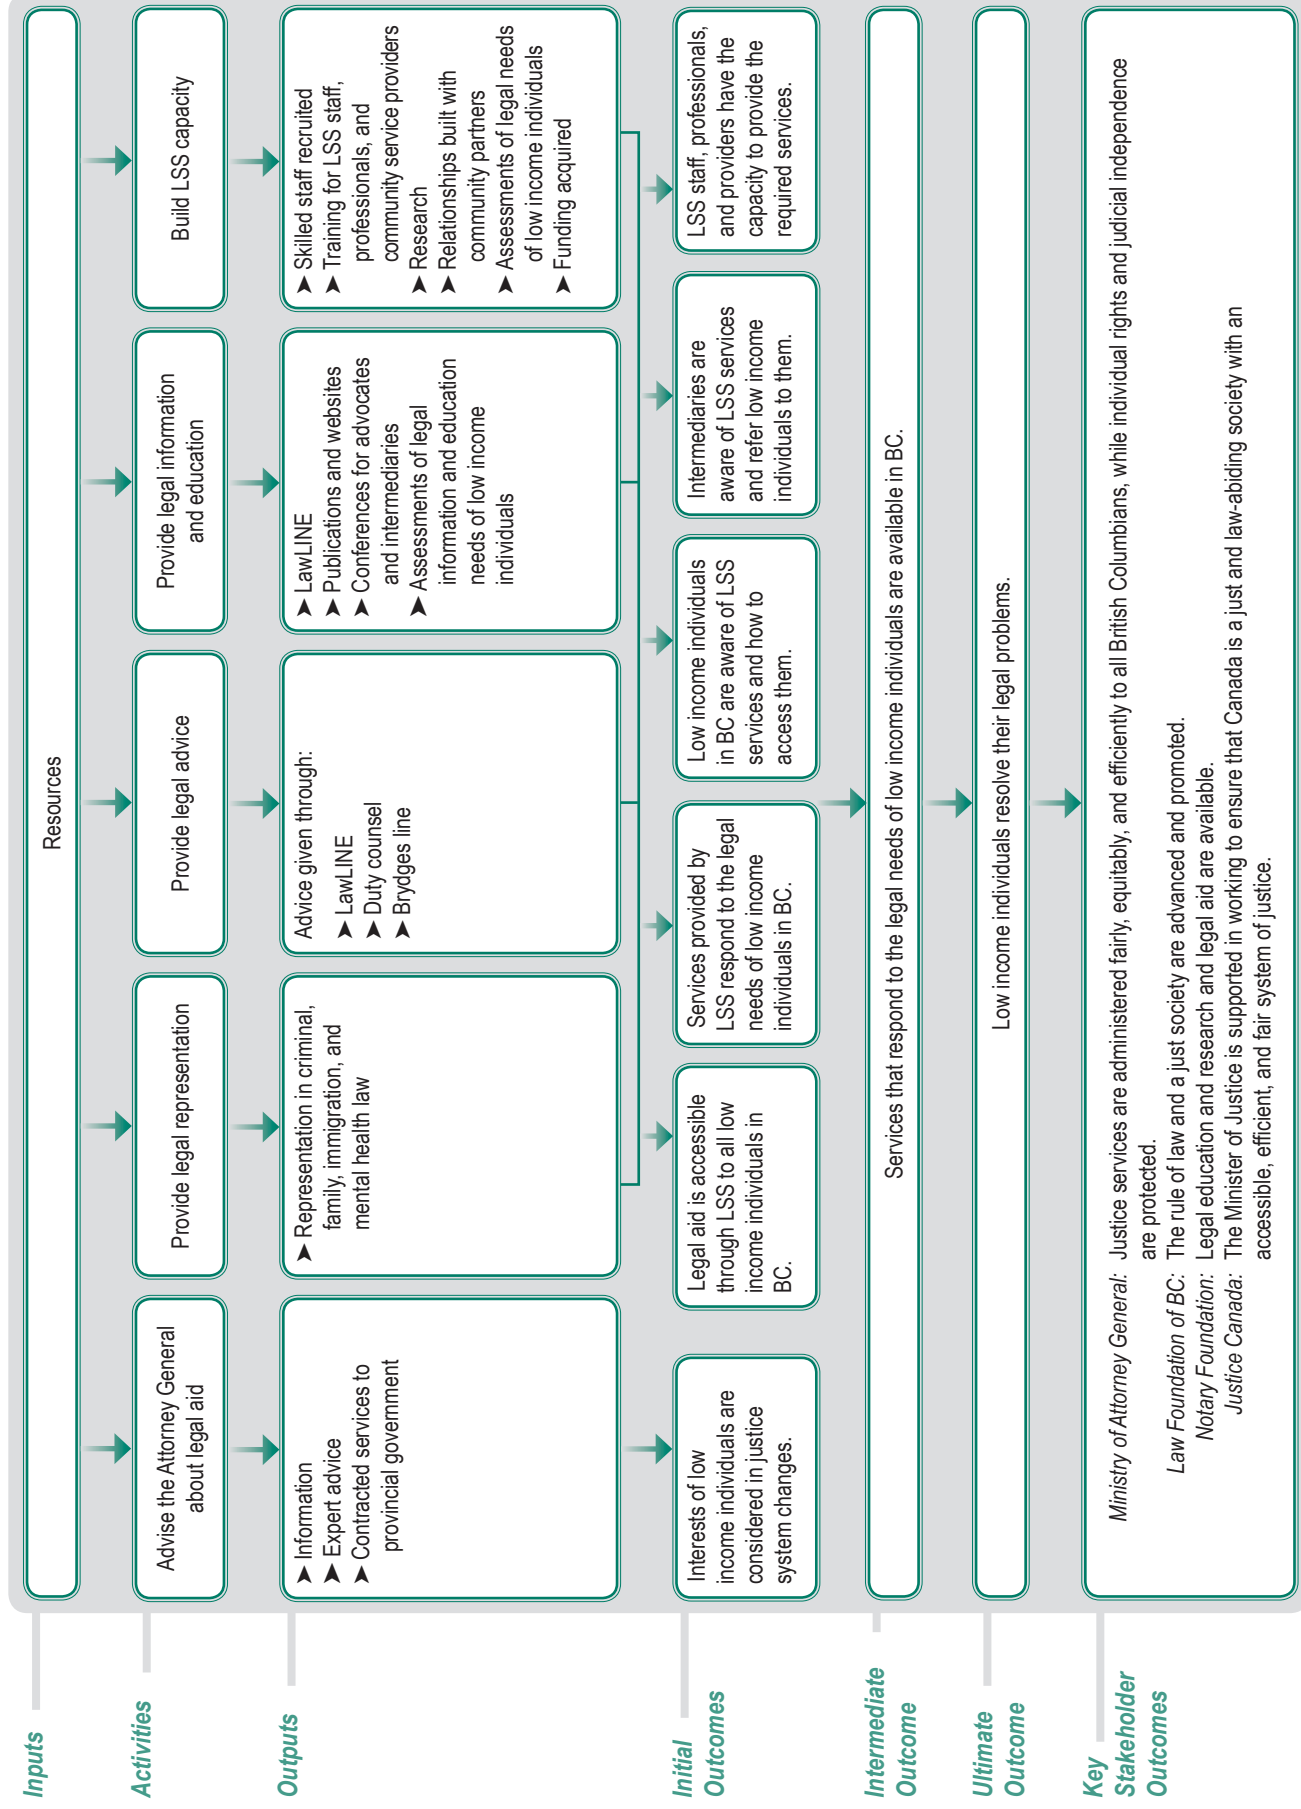 Inputs
Resources
Activities
Advise the Attorney General
about legal aid
Provide legal representation
Provide legal advice
Provide legal information
and education
Build LSS capacity
Outputs
➤ Information
➤ Expert advice
➤ Contracted services to
provincial government
➤ Representation in criminal,
family, immigration, and
mental health law
Advice given through:
➤ LawLINE
➤ Duty counsel
➤ Brydges line
➤ LawLINE
➤ Publications and websites
➤ Conferences for advocates
and intermediaries
➤ Assessments of legal
information and education
needs of low income
individuals
➤ Skilled staff recruited
➤ Training for LSS staff,
professionals, and
community service providers
➤ Research
➤ Relationships built with
community partners
➤ Assessments of legal needs
of low income individuals
➤ Funding acquired
Initial
Outcomes
Interests of low
income individuals are
considered in justice
system changes.
Legal aid is accessible
through LSS to all low
income individuals in
BC.
Services provided by
LSS respond to the legal
needs of low income
individuals in BC.
Low income individuals
in BC are aware of LSS
services and how to
access them.
Intermediaries are
aware of LSS services
and refer low income
individuals to them.
LSS staff, professionals,
and providers have the
capacity to provide the
required services.
Intermediate
Outcome
Services that respond to the legal needs of low income individuals are available in BC.
Ultimate
Outcome
Low income individuals resolve their legal problems.
Key
Stakeholder
Outcomes
Ministry of Attorney General: Justice services are administered fairly, equitably, and efficiently to all British Columbians, while individual rights and judicial independence
are protected.
Law Foundation of BC: The rule of law and a just society are advanced and promoted.
Notary Foundation: Legal education and research and legal aid are available.
Justice Canada: The Minister of Justice is supported in working to ensure that Canada is a just and law-abiding society with an
accessible, efficient, and fair system of justice.